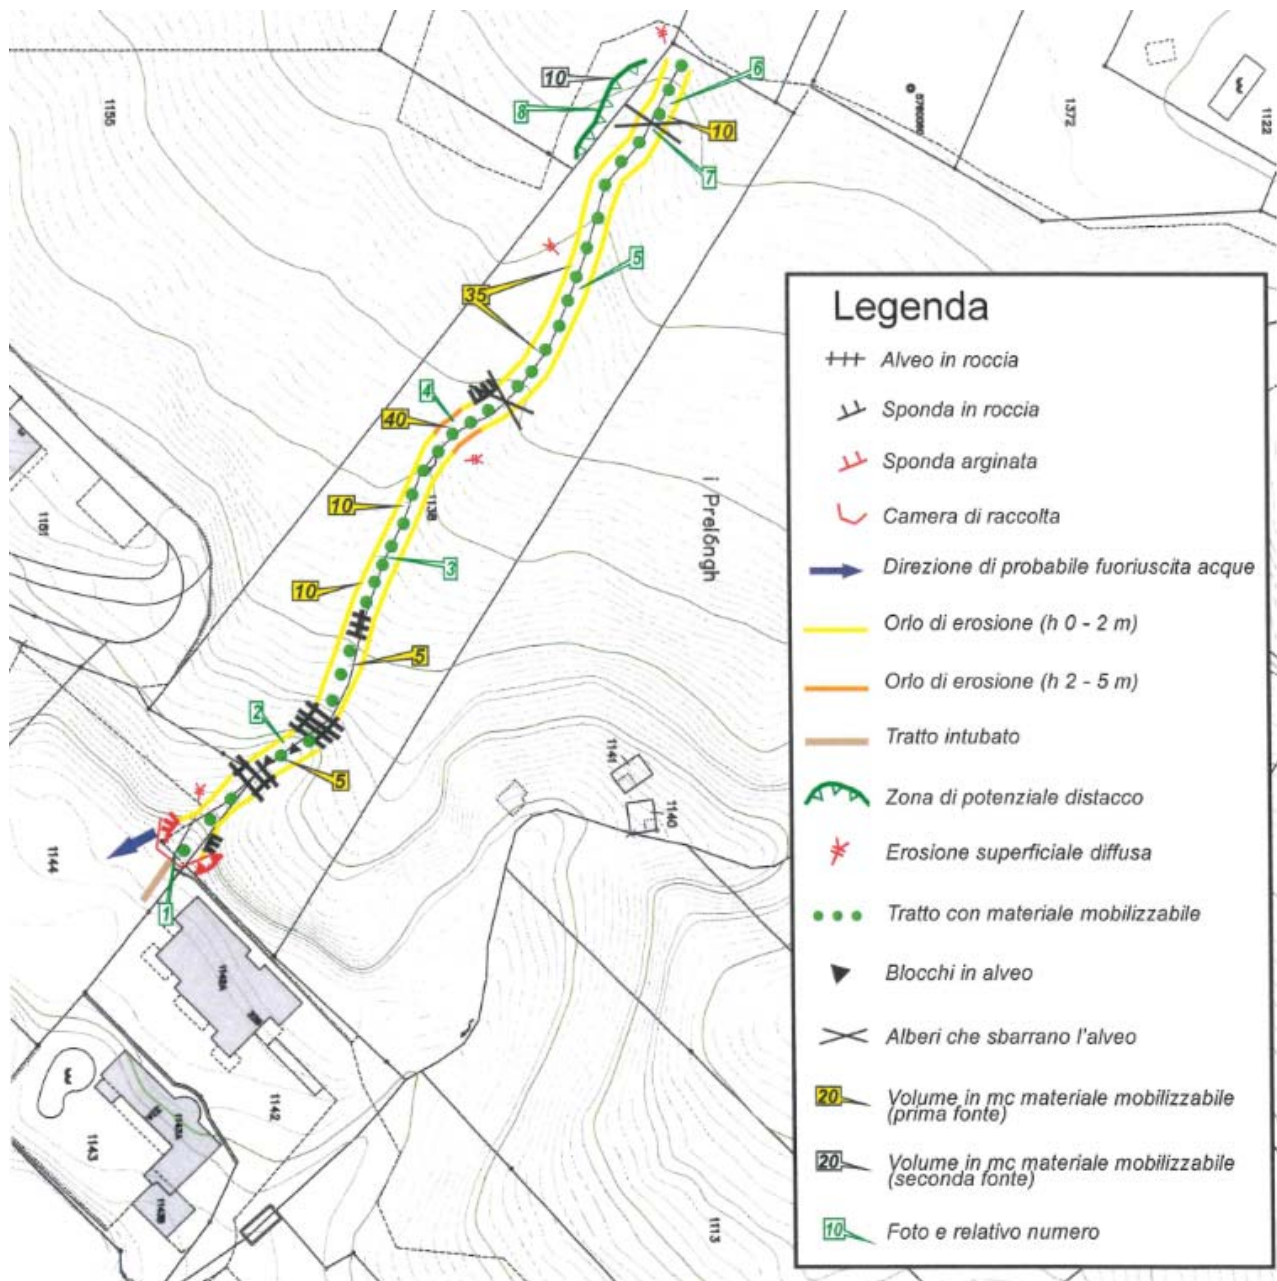 10
6
8
10
7
1155
5760080
1372
1122
5
35
4
40
10
1138
i Prelöngh
3
10
5
1161
2
5
1141
1140
1144
1
1142
1143
1113
Legenda
Alveo in roccia
Sponda in roccia
Sponda arginata
Camera di raccolta
Direzione di probabile fuoriuscita acque
Orlo di erosione (h 0 - 2 m)
Orlo di erosione (h 2 - 5 m)
Tratto intubato
Zona di potenziale distacco
Erosione superficiale diffusa
Tratto con materiale mobilizzabile
Blocchi in alveo
Alberi che sbarrano l'alveo
20 Volume in mc materiale mobilizzabile
(prima fonte)
20 Volume in mc materiale mobilizzabile
(seconda fonte)
10 Foto e relativo numero